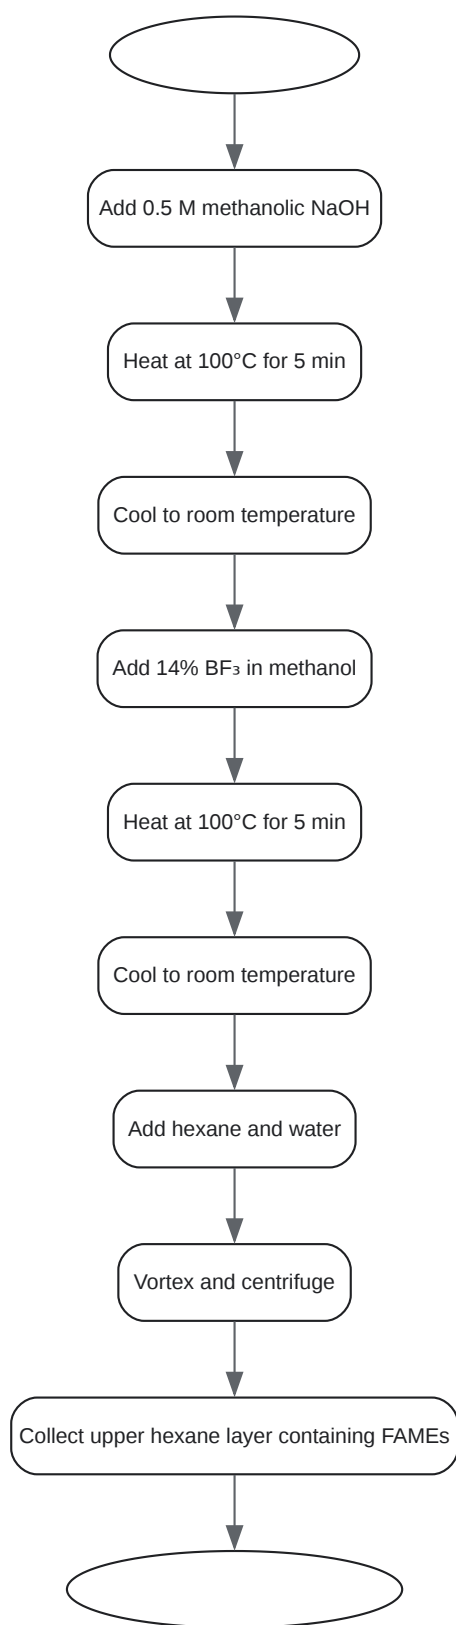 Add 0.5 M methanolic NaOH
Heat at 100°C for 5 min
Cool to room temperature
Add 14% BF₃ in methanol
Heat at 100°C for 5 min
Cool to room temperature
Add hexane and water
Vortex and centrifuge
Collect upper hexane layer containing FAMEs